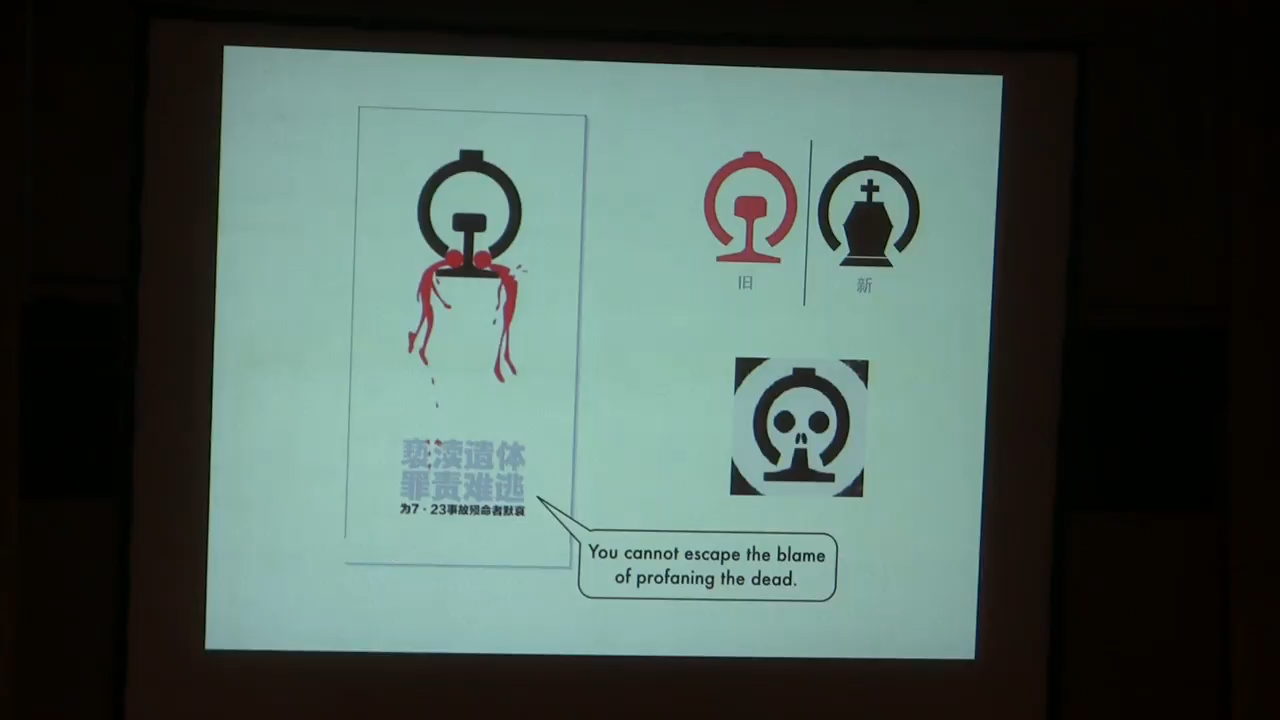 旧
新
亵渎遗体
罪责难逃
为7·23事故殒命者默哀
You cannot escape the blame
of profaning the dead.